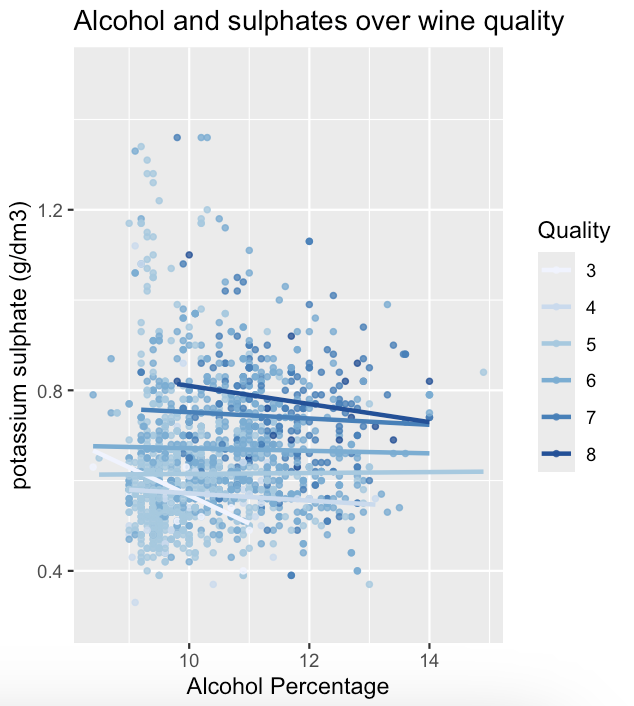 Alcohol and sulphates over wine quality
potassium sulphate (g/dm3)
1.2
0.8
0.4
10 12 14
Alcohol Percentage
Quality
3
4
5
6
7
8